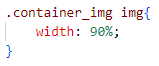 .container_img img{
    width: 90%;
}